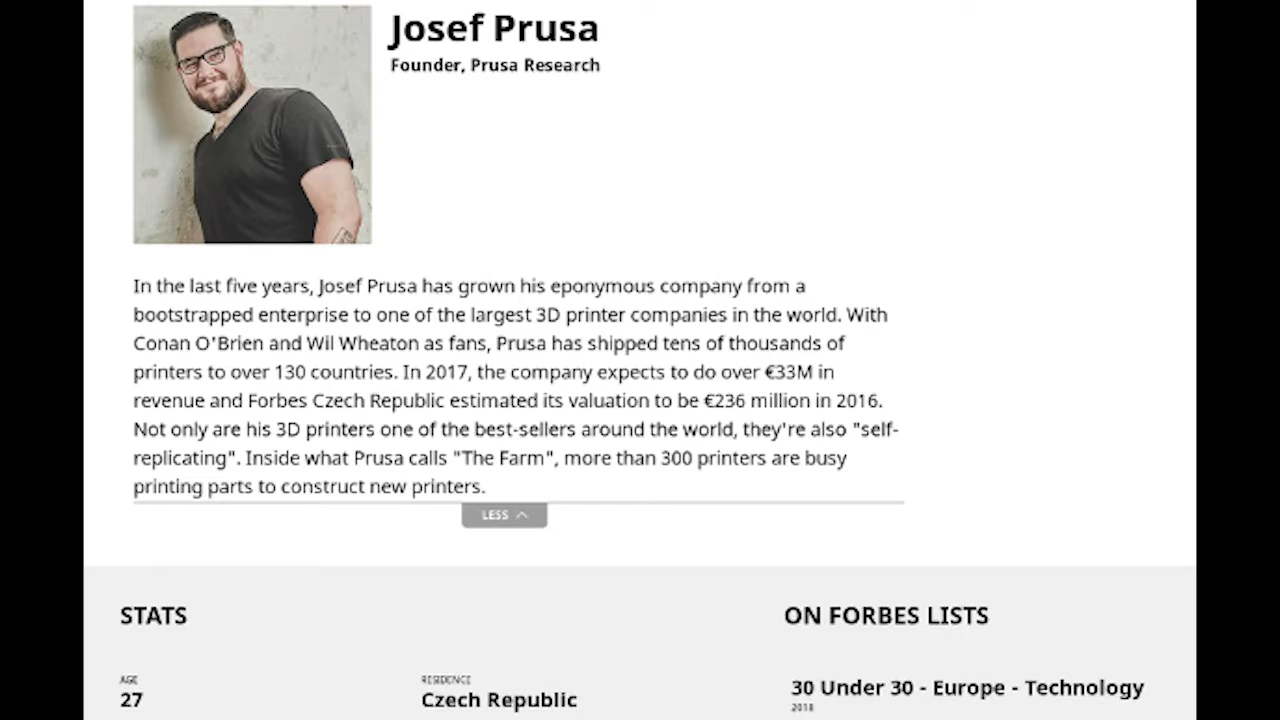 Josef Prusa
Founder, Prusa Research
In the last five years, Josef Prusa has grown his eponymous company from a
bootstrapped enterprise to one of the largest 3D printer companies in the world. With
Conan O'Brien and Wil Wheaton as fans, Prusa has shipped tens of thousands of
printers to over 130 countries. In 2017, the company expects to do over €33M in
revenue and Forbes Czech Republic estimated its valuation to be €236 million in 2016.
Not only are his 3D printers one of the best-sellers around the world, they're also "self-
replicating". Inside what Prusa calls "The Farm", more than 300 printers are busy
printing parts to construct new printers.
LESS
STATS
ON FORBES LISTS
AGE
27
RESIDENCE
Czech Republic
30 Under 30 - Europe - Technology
2018